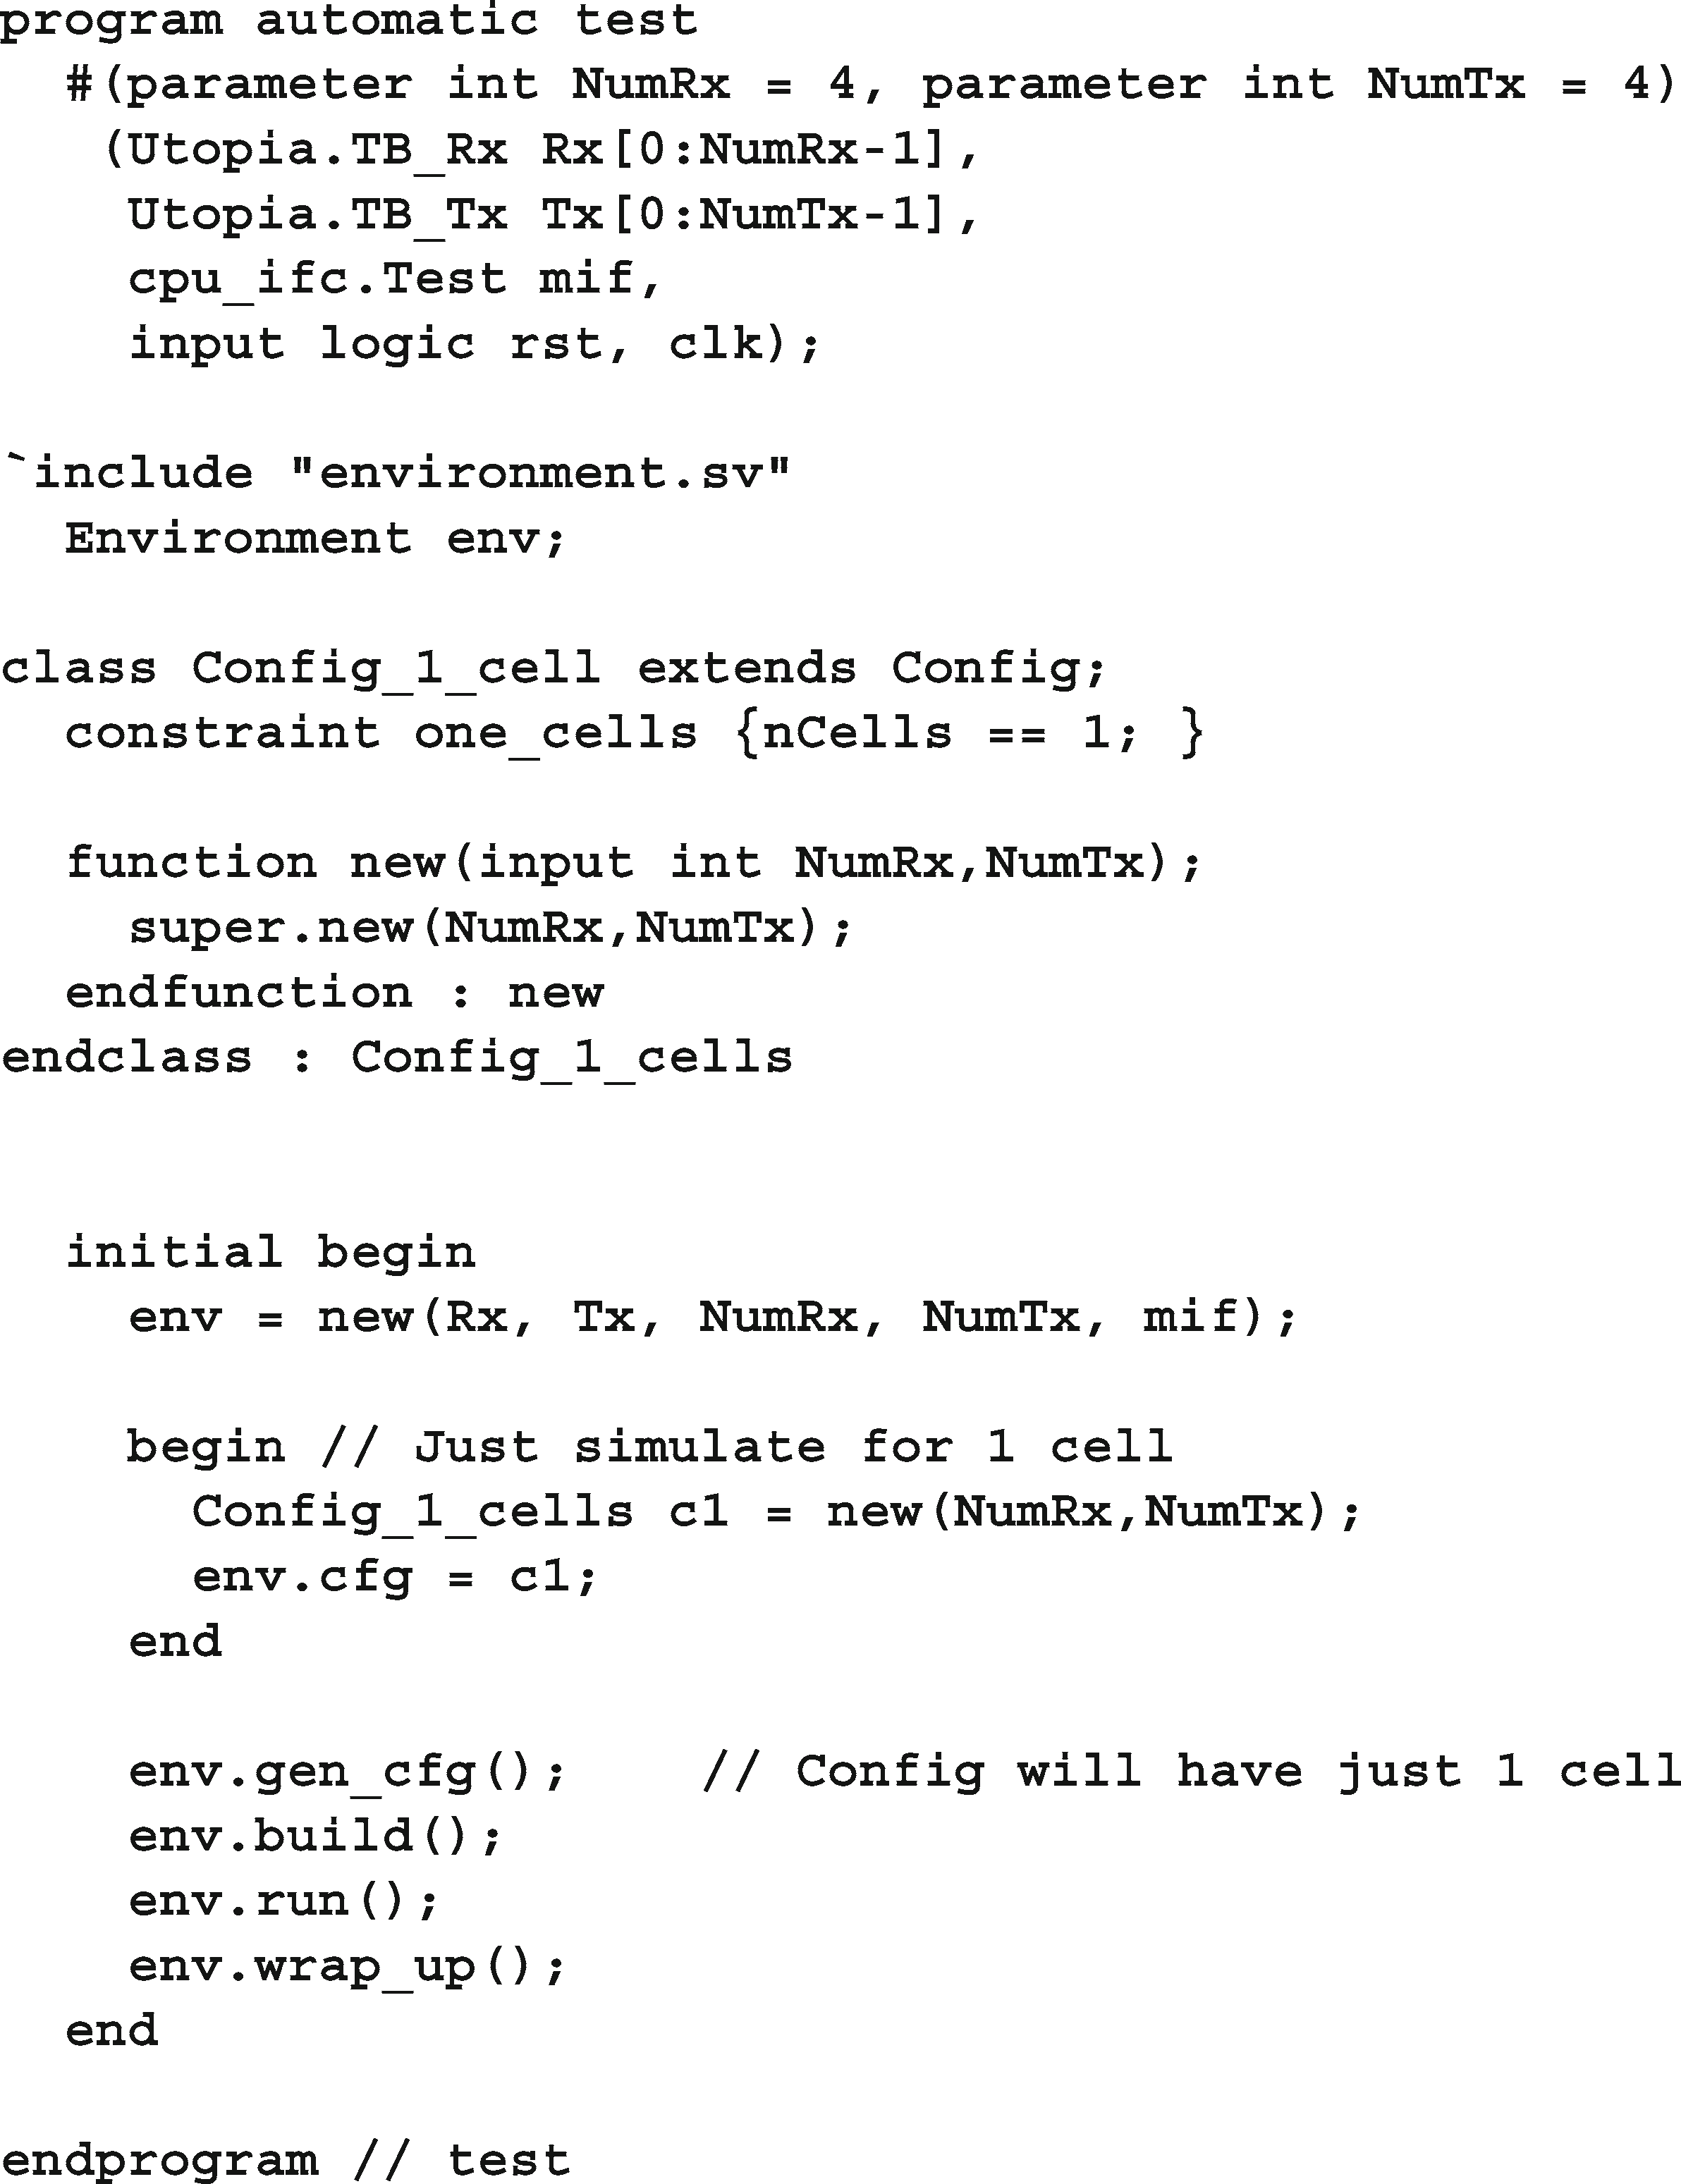 program automatic test
  #(parameter int NumRx = 4, parameter int NumTx = 4)
   (Utopia.TB_Rx Rx[0:NumRx-1],
    Utopia.TB_Tx Tx[0:NumTx-1],
    cpu_ifc.Test mif,
    input logic rst, clk);

`include "environment.sv"
  Environment env;

class Config_1_cell extends Config;
  constraint one_cells {nCells == 1; }

  function new(input int NumRx,NumTx);
    super.new(NumRx,NumTx);
  endfunction : new
endclass : Config_1_cells

  initial begin
    env = new(Rx, Tx, NumRx, NumTx, mif);

    begin // Just simulate for 1 cell
      Config_1_cells c1 = new(NumRx,NumTx);
      env.cfg = c1;
    end

    env.gen_cfg();    // Config will have just 1 cell
    env.build();
    env.run();
    env.wrap_up();
  end

endprogram // test